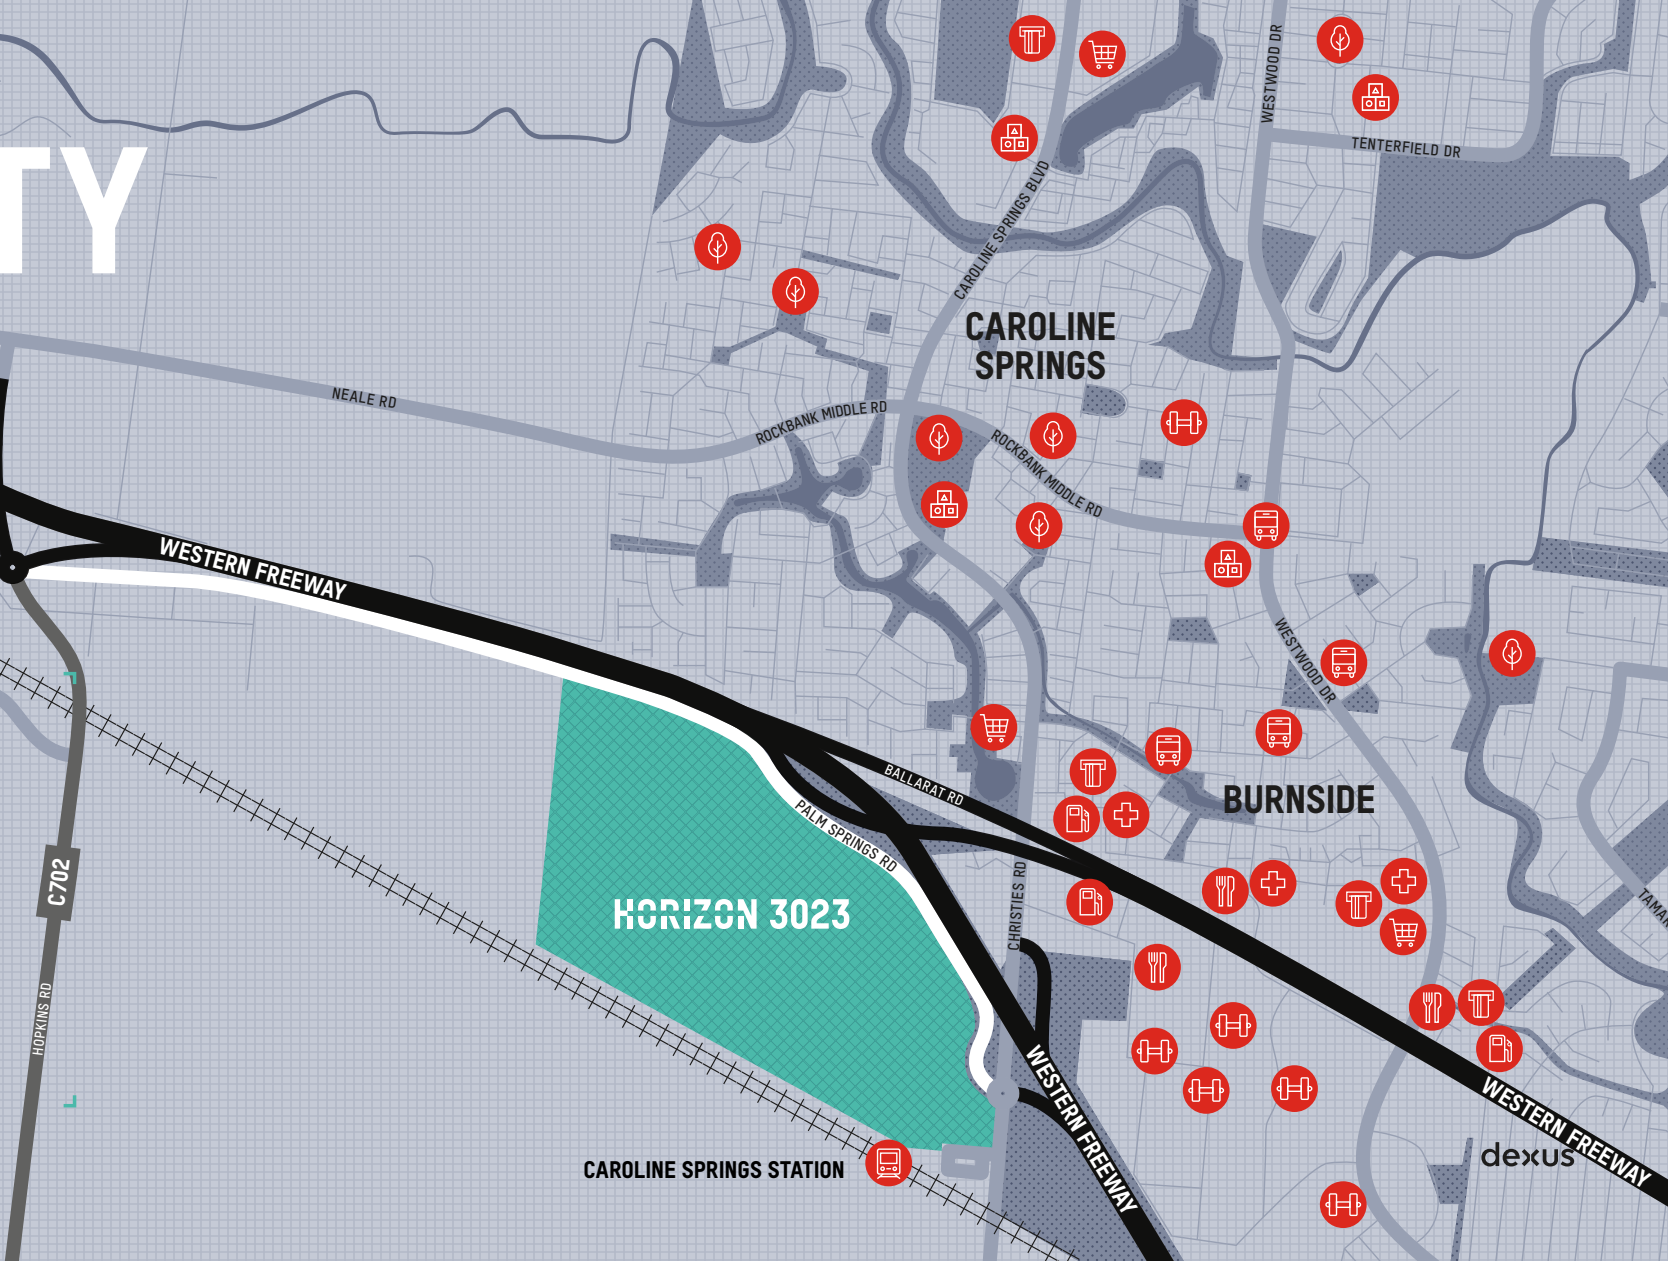 TY
WESTWOOD DR
TENTERFIELD DR
CAROLINE SPRINGS BLVD
CAROLINE
SPRINGS
NEALE RD
ROCKBANK MIDDLE RD
ROCKBANK MIDDLE RD
WESTERN FREEWAY
WESTWOOD DR
BALLARAT RD
BURNSIDE
PALM SPRINGS RD
C702
HORIZON 3023
CHRISTIES RD
HOPKINS RD
WESTERN FREEWAY
WESTERN FREEWAY
dexus
CAROLINE SPRINGS STATION